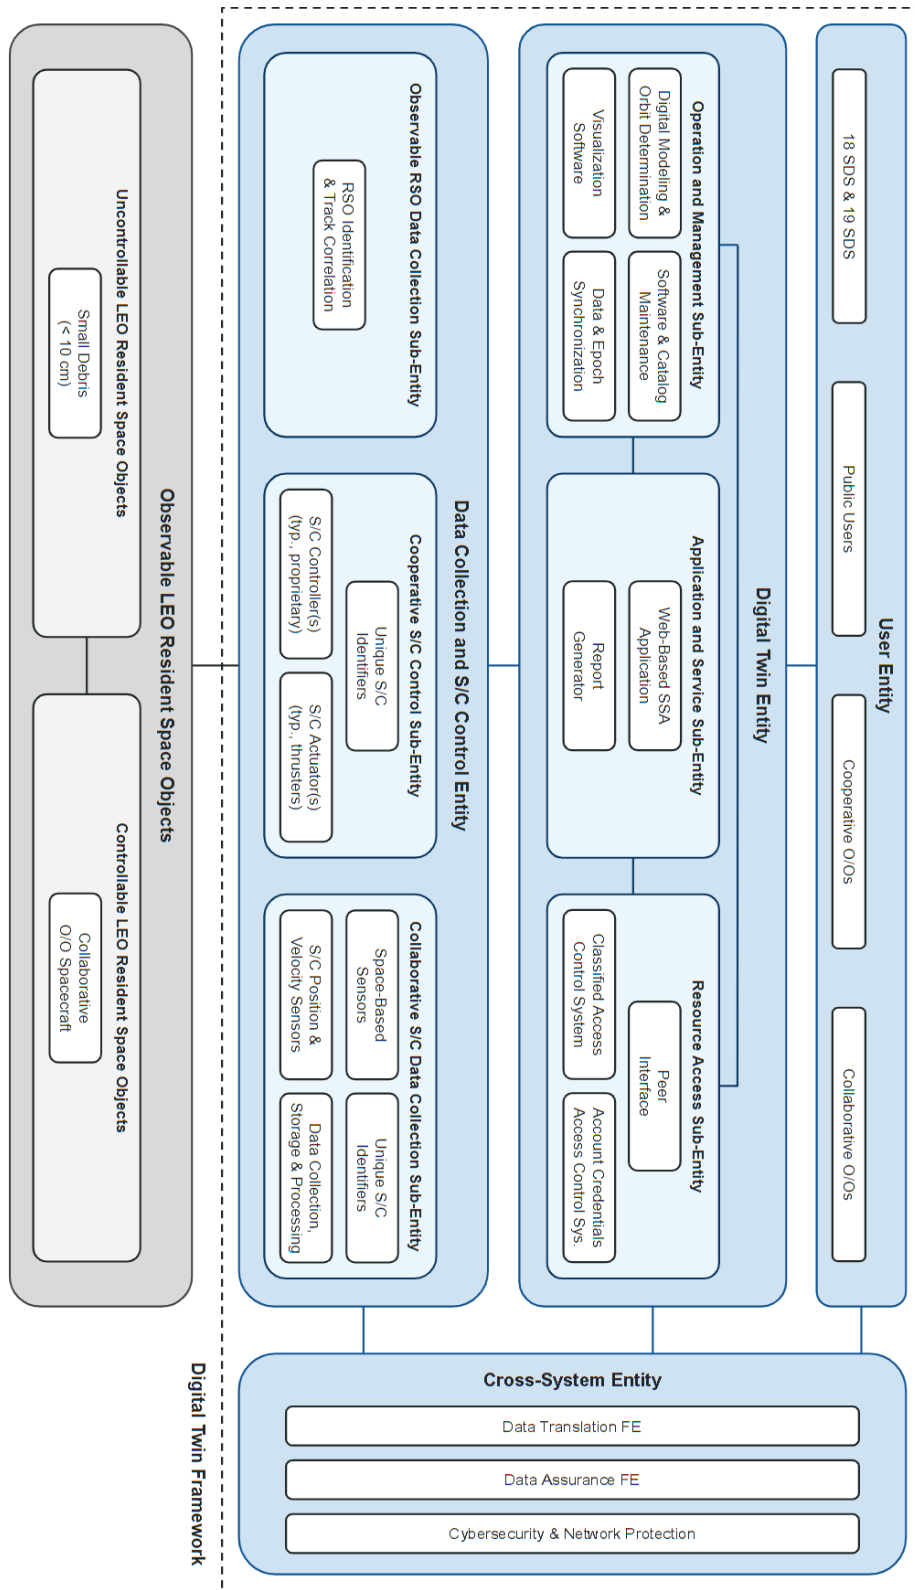 User Entity
18 SDS & 19 SDS
Public Users
Cooperative O/Os
Collaborative O/Os
Digital Twin Entity
Operation and Management Sub-Entity
Digital Modeling &
Orbit Determination
Software & Catalog
Maintenance
Visualization
Software
Data & Epoch
Synchronization
Application and Service Sub-Entity
Web-Based SSA
Application
Report
Generator
Resource Access Sub-Entity
Peer
Interface
Classified Access
Control System
Account Credentials
Access Control Sys.
Data Collection and S/C Control Entity
Observable RSO Data Collection Sub-Entity
RSO Identification
& Track Correlation
Cooperative S/C Control Sub-Entity
Unique S/C
Identifiers
S/C Controller(s)
(typ., proprietary)
S/C Actuator(s)
(typ., thrusters)
Collaborative S/C Data Collection Sub-Entity
Space-Based
Sensors
Unique S/C
Identifiers
S/C Position &
Velocity Sensors
Data Collection,
Storage & Processing
Observable LEO Resident Space Objects
Uncontrollable LEO Resident Space Objects
Small Debris
(< 10 cm)
Controllable LEO Resident Space Objects
Collaborative
O/O Spacecraft
Cross-System Entity
Data Translation FE
Data Assurance FE
Cybersecurity & Network Protection
Digital Twin Framework